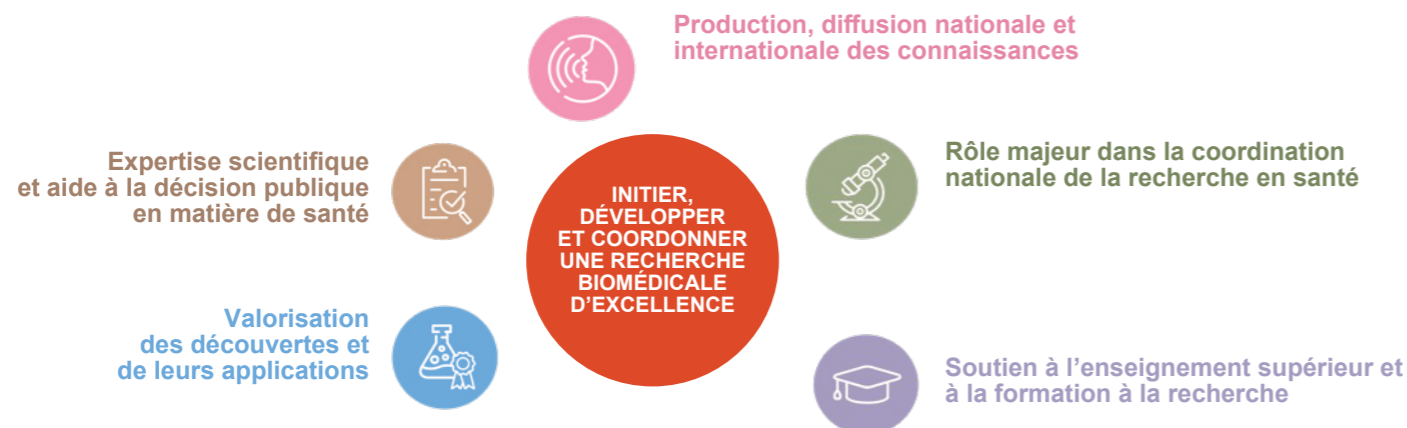 Production, diffusion nationale et
internationale des connaissances
Expertise scientifique
et aide à la décision publique
en matière de santé
Rôle majeur dans la coordination
nationale de la recherche en santé
INITIER,
DÉVELOPPER
ET COORDONNER
UNE RECHERCHE
BIOMÉDICALE
D’EXCELLENCE
Valorisation
des découvertes et
de leurs applications
Soutien à l’enseignement supérieur et
à la formation à la recherche